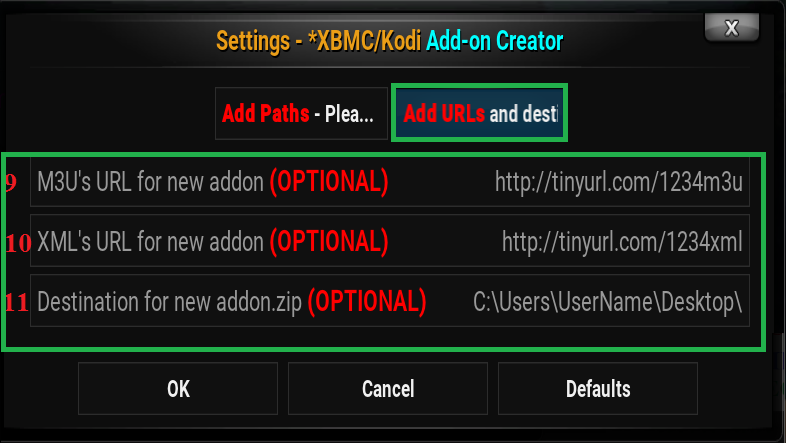 Settings - *XBMC/Kodi Add-on Creator
X
Add Paths - Plea...
Add URLs and desti
9 M3U's URL for new addon (OPTIONAL) http://tinyurl.com/1234m3u
10 XML's URL for new addon (OPTIONAL) http://tinyurl.com/1234xml
11 Destination for new addon.zip (OPTIONAL) C:\Users\UserName\Desktop\
OK Cancel Defaults